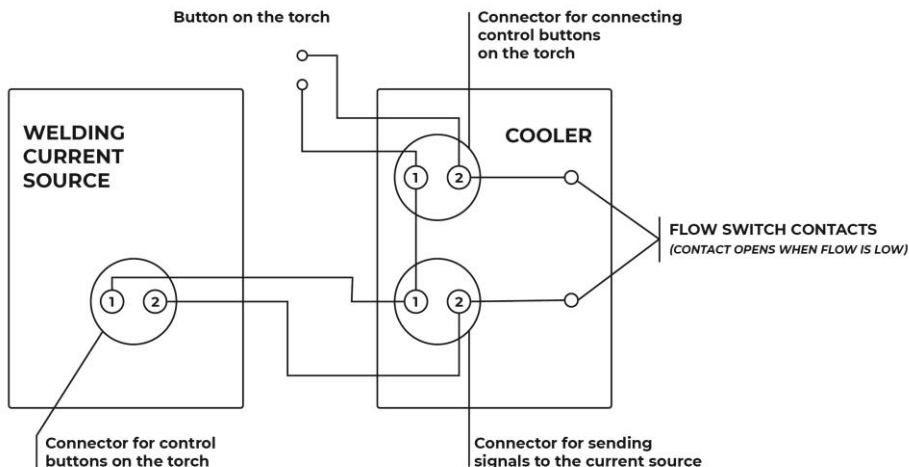 Button on the torch
Connector for connecting
control buttons
on the torch
WELDING
CURRENT
SOURCE
COOLER
1
2
FLOW SWITCH CONTACTS
(CONTACT OPENS WHEN FLOW IS LOW)
1
2
1
2
Connector for control
buttons on the torch
Connector for sending
signals to the current source